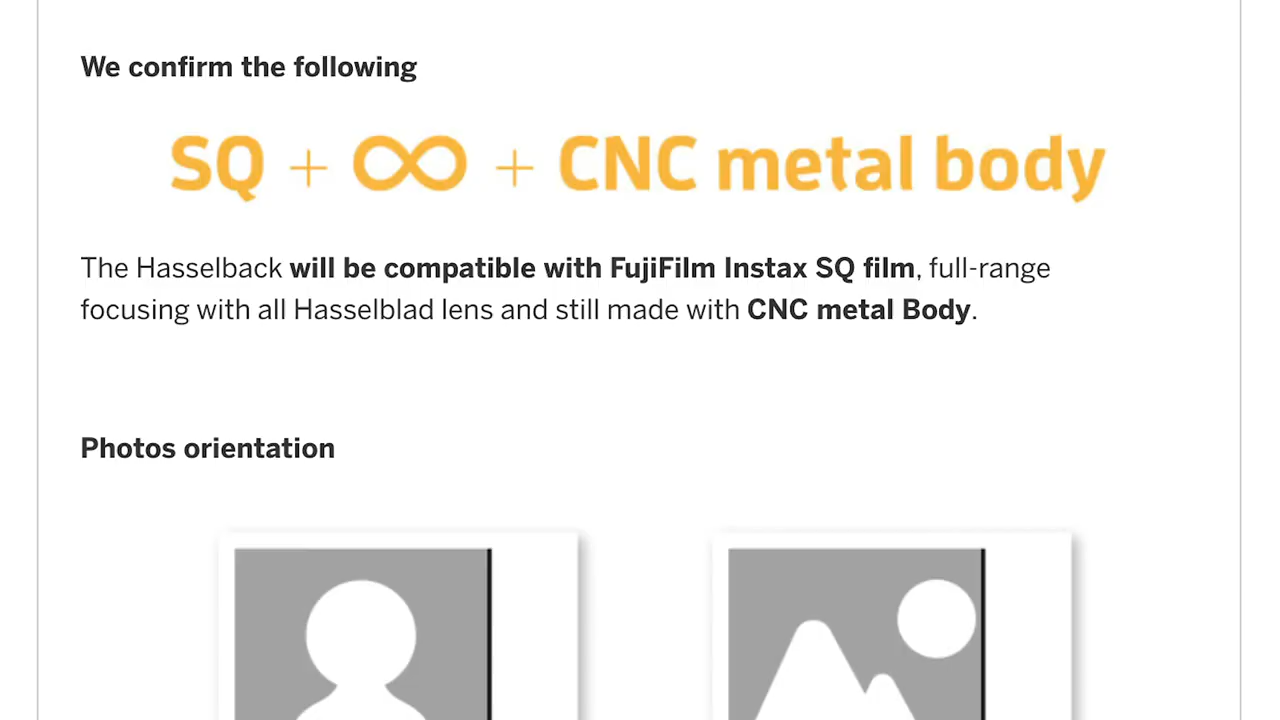 We confirm the following
SQ + ∞ + CNC metal body
The Hasselback will be compatible with FujiFilm Instax SQ film, full-range
focusing with all Hasselblad lens and still made with CNC metal Body.
Photos orientation